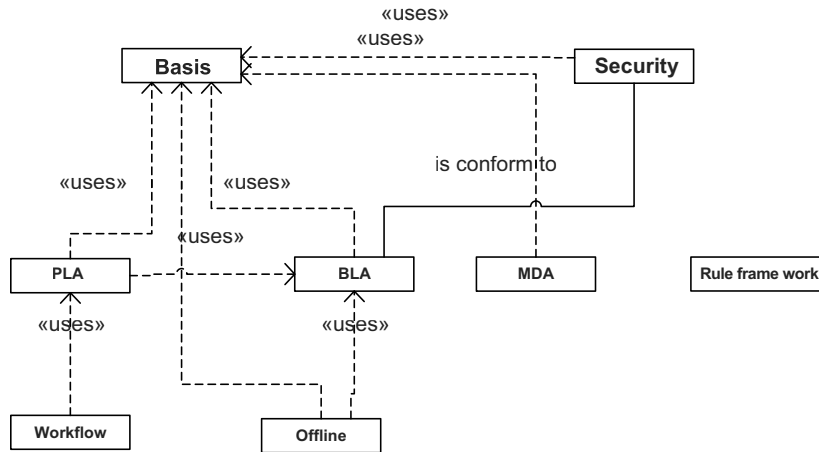 «uses»
«uses»
Basis
Security
is conform to
«uses»
«uses»
«uses»
PLA
BLA
MDA
Rule frame work
«uses»
«uses»
Workflow
Offline